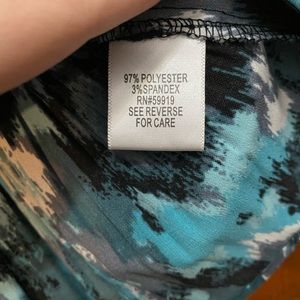 97% POLYESTER
3%SPANDEX
RN#59919
SEE REVERSE
FOR CARE